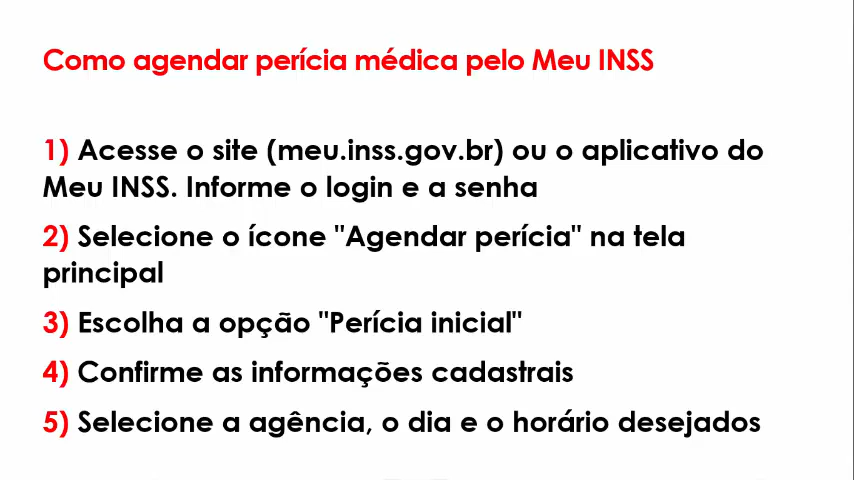 Como agendar perícia médica pelo Meu INSS
1) Acesse o site (meu.inss.gov.br) ou o aplicativo do
Meu INSS. Informe o login e a senha
2) Selecione o ícone "Agendar perícia" na tela
principal
3) Escolha a opção "Perícia inicial"
4) Confirme as informações cadastrais
5) Selecione a agência, o dia e o horário desejados